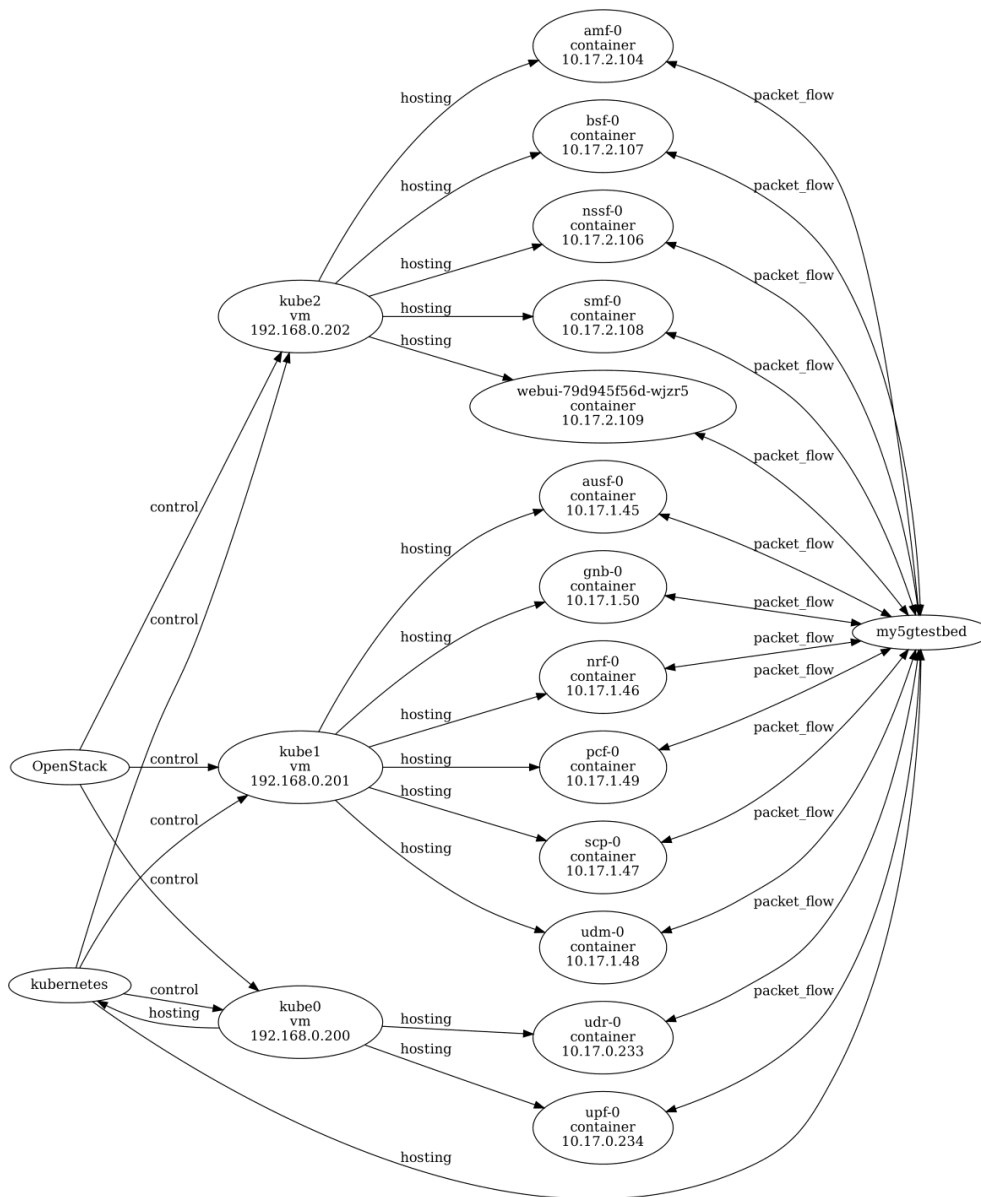 amf-0
container
10.17.2.104
hosting
packet_flow
bsf-0
container
10.17.2.107
hosting
packet_flow
nssf-0
container
10.17.2.106
hosting
packet_flow
kube2
vm
192.168.0.202
hosting
smf-0
container
10.17.2.108
packet_flow
hosting
webui-79d945f56d-wjzr5
container
10.17.2.109
packet_flow
control
ausf-0
container
10.17.1.45
hosting
packet_flow
gnb-0
container
10.17.1.50
hosting
packet_flow
my5gtestbed
control
nrf-0
container
10.17.1.46
hosting
packet_flow
packet_flow
OpenStack
control
kube1
vm
192.168.0.201
hosting
pcf-0
container
10.17.1.49
packet_flow
control
hosting
scp-0
container
10.17.1.47
packet_flow
control
hosting
udm-0
container
10.17.1.48
packet_flow
kubernetes
control
hosting
kube0
vm
192.168.0.200
hosting
udr-0
container
10.17.0.233
packet_flow
hosting
upf-0
container
10.17.0.234
hosting